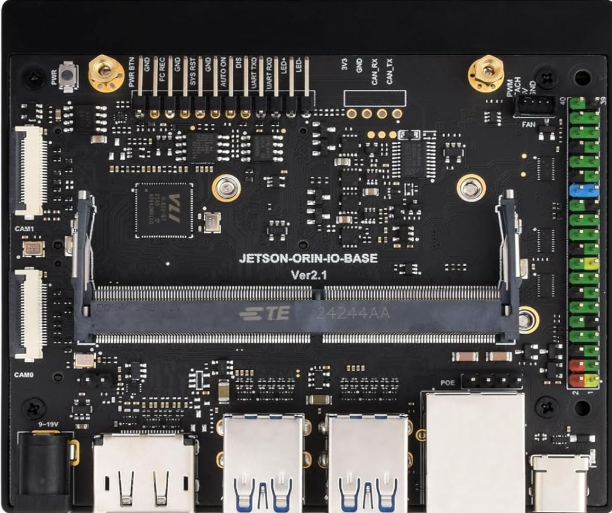 PWR
PWR BTN
GND
FC REC
GND
SYS RST
GND
AUTO ON
DIS
UART TXD
UART RXD
LED+
LED-
3V3
GND
CAN_RX
CAN_TX
PWM
TACH
5V
GND
FAN
40
39
CAM1
VLI
JETSON-ORIN-IO-BASE
Ver2.1
TE
24244AA
CAM0
POE
2
1
9-19V